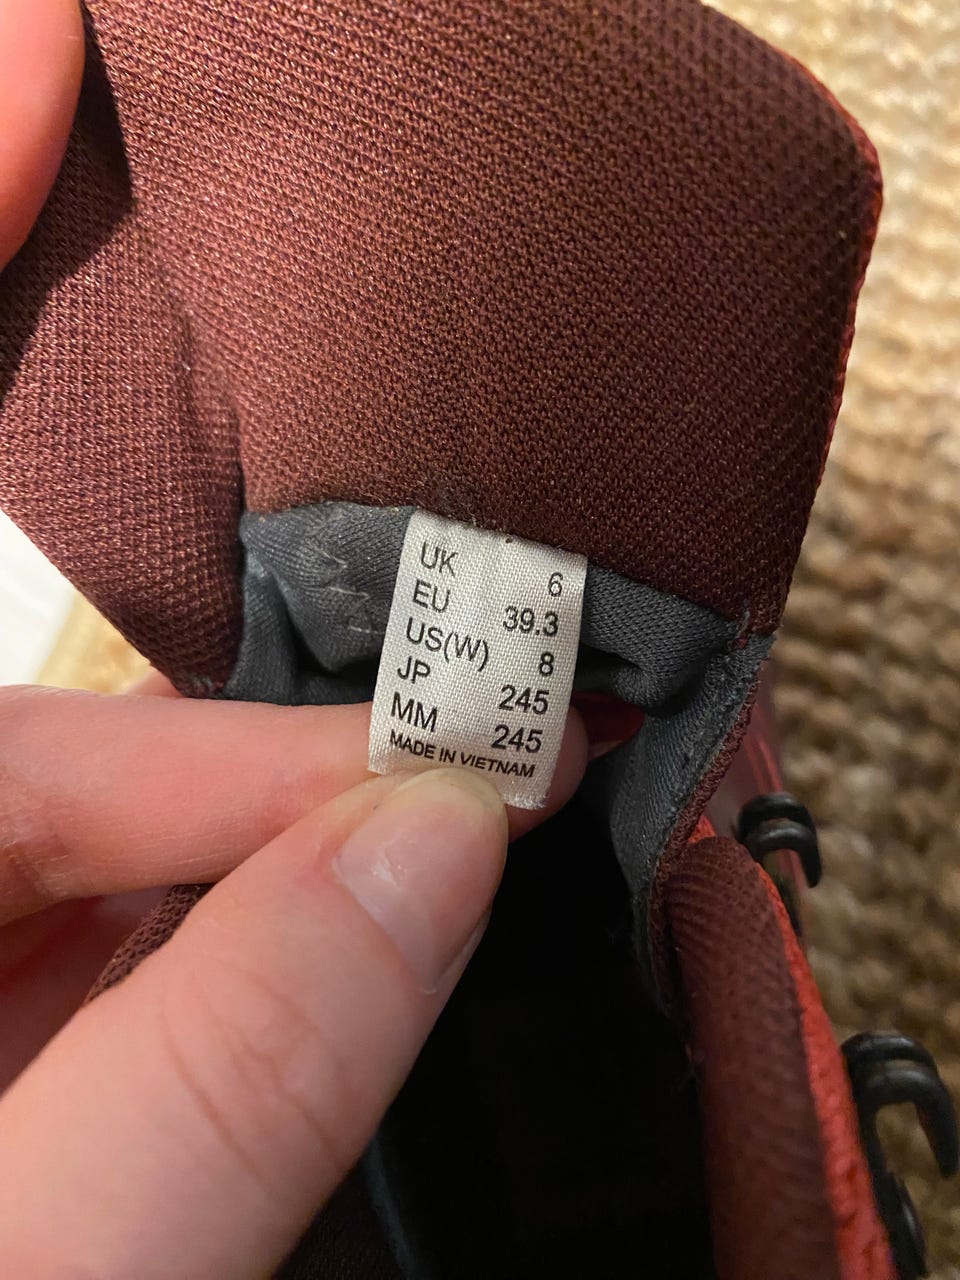 UK 6
EU 39.3
US(W) 8
JP 245
MM 245
MADE IN VIETNAM